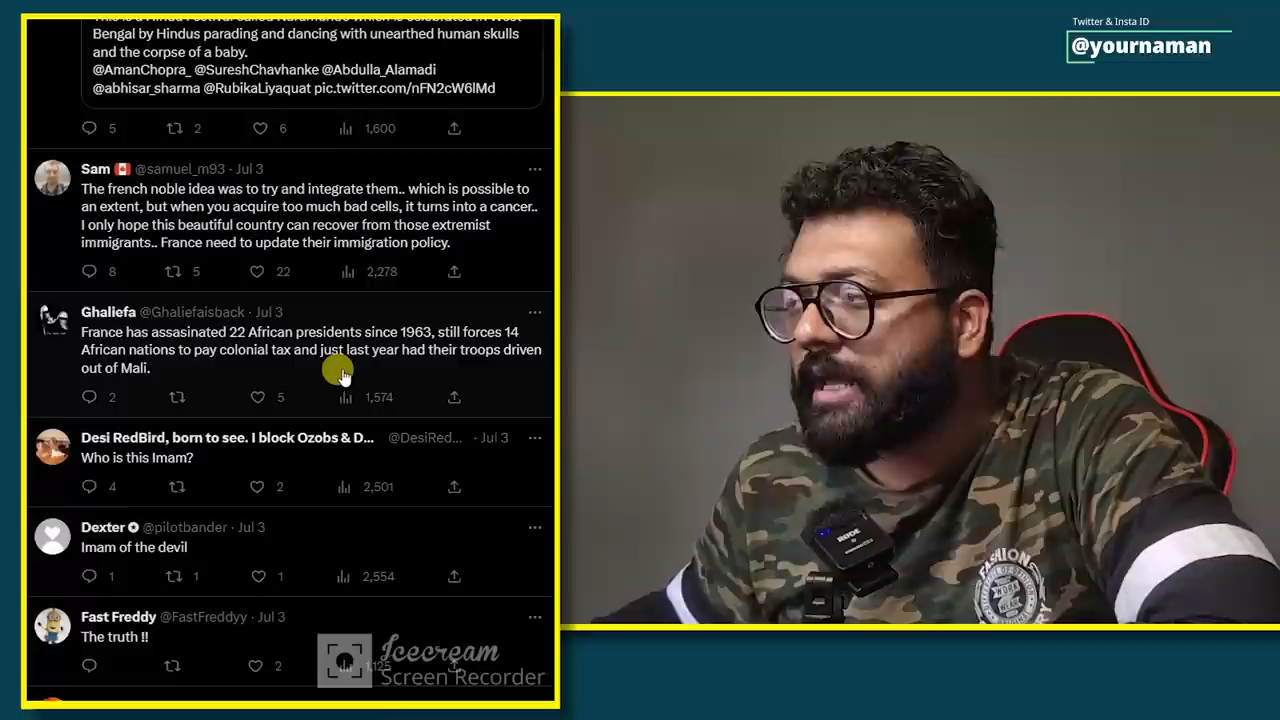 This is a Hindu Festival called Naramando which is celebrated in West
Bengal by Hindus parading and dancing with unearthed human skulls
and the corpse of a baby.
@AmanChopra_ @SureshChavhanke @Abdulla_Alamadi
@abhisar_sharma @RubikaLiyaquat pic.twitter.com/nFN2cW6lMd
5 2 6 1,600
Sam @samuel_m93 · Jul 3
The french noble idea was to try and integrate them.. which is possible to
an extent, but when you acquire too much bad cells, it turns into a cancer..
I only hope this beautiful country can recover from those extremist
immigrants.. France need to update their immigration policy.
8 5 22 2,278
Ghaliefa @Ghaliefaisback · Jul 3
France has assasinated 22 African presidents since 1963, still forces 14
African nations to pay colonial tax and just last year had their troops driven
out of Mali.
2 5 1,574
Desi RedBird, born to see. I block Ozobs & D... @DesiRed... · Jul 3
Who is this Imam?
4 2 2,501
Dexter @pilotbander · Jul 3
Imam of the devil
1 1 1 2,554
Fast Freddy @FastFreddyy · Jul 3
The truth !!
2 1,125
Icecream
Screen Recorder
Twitter & Insta ID
@yournaman
RØDE
FASHION
WORK